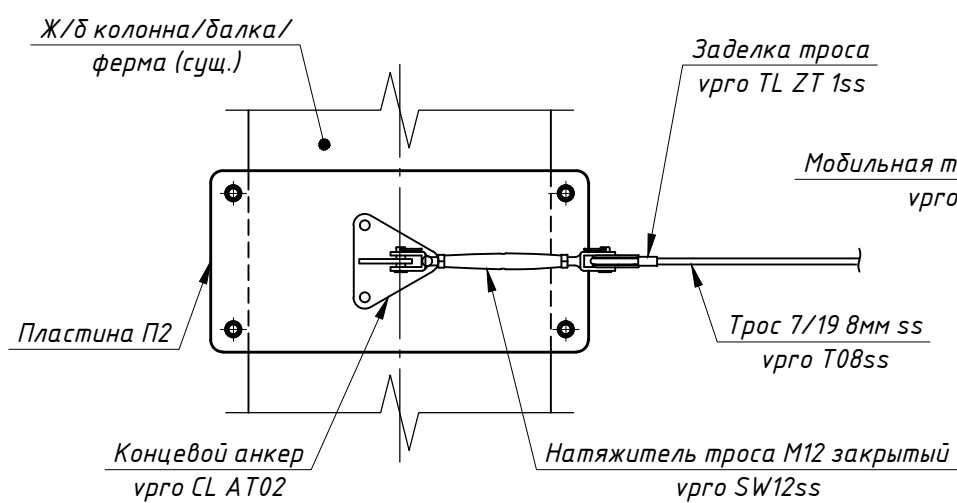 Ж/б колонна/балка/
ферма (сущ.)
Заделка троса
vpro TL ZT 1ss
Мобильная т
vpro
Пластина П2
Трос 7/19 8мм ss
vpro T08ss
Концевой анкер
vpro CL AT02
Натяжитель троса М12 закрытый
vpro SW12ss